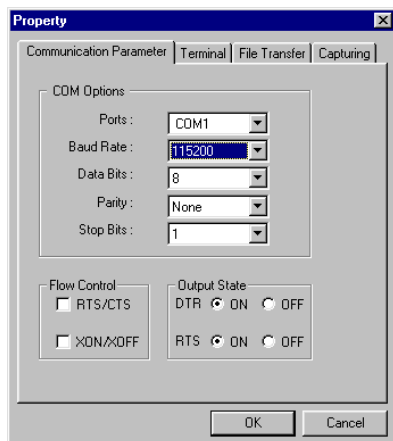 Property
Communication Parameter Terminal File Transfer Capturing
COM Options
Ports : COM1
Baud Rate : 115200
Data Bits : 8
Parity : None
Stop Bits : 1
Flow Control Output State
RTS/CTS DTR ON OFF
XON/XOFF RTS ON OFF
OK Cancel